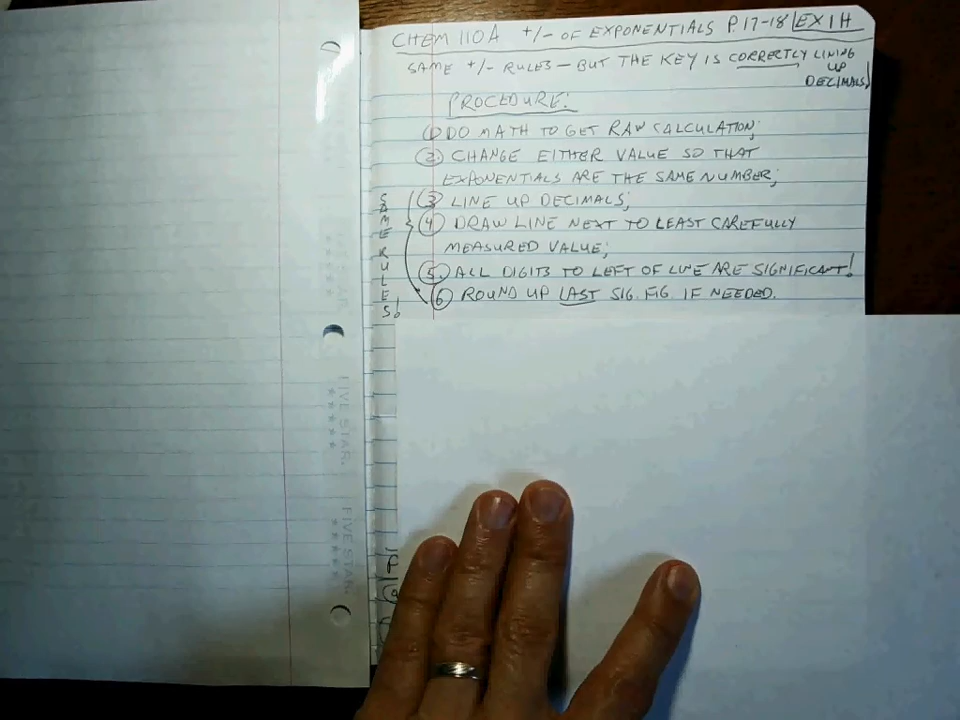 CHEM 110A +/- OF EXPONENTIALS P. 17-18 EX 1 H
SAME +/- RULES - BUT THE KEY IS CORRECTLY LINING
UP
DECIMALS!
PROCEDURE:
① DO MATH TO GET RAW CALCULATION;
②. CHANGE EITHER VALUE SO THAT
EXPONENTIALS ARE THE SAME NUMBER;
③ LINE UP DECIMALS;
④ DRAW LINE NEXT TO LEAST CAREFULLY
MEASURED VALUE;
⑤. ALL DIGITS TO LEFT OF LINE ARE SIGNIFICANT!
⑥ ROUND UP LAST SIG. FIG. IF NEEDED.
SAME RULES!
FIVE STAR.
FIVE STAR.